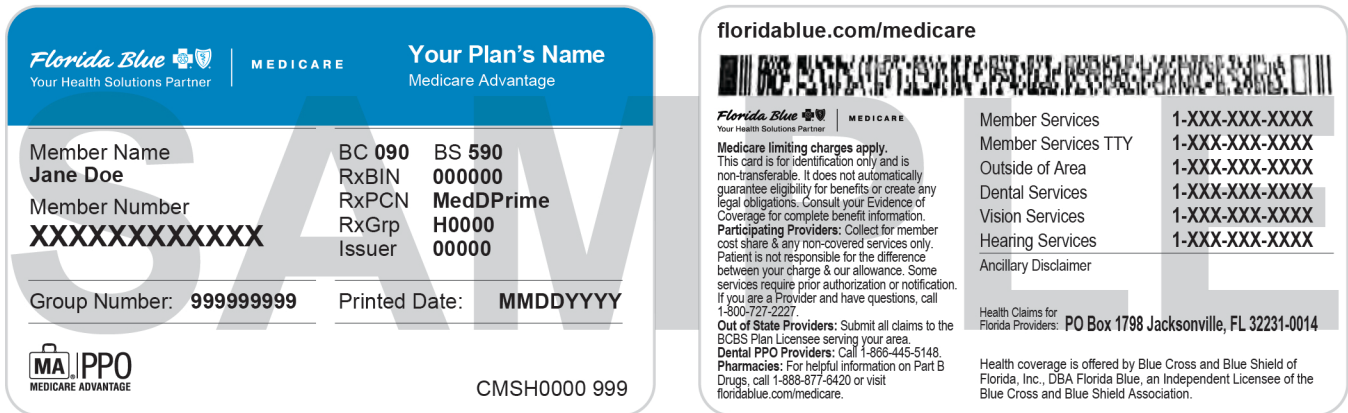 Florida Blue
Your Health Solutions Partner
MEDICARE
Your Plan's Name
Medicare Advantage
Member Name
Jane Doe
Member Number
XXXXXXXXXXXX
BC 090 BS 590
RxBIN 000000
RxPCN MedDPrime
RxGrp H0000
Issuer 00000
Group Number: 999999999
Printed Date: MMDDYYYY
MA PPO
MEDICARE ADVANTAGE
CMSH0000 999
SAMPLE
floridablue.com/medicare
Florida Blue
Your Health Solutions Partner
MEDICARE
Medicare limiting charges apply.
This card is for identification only and is
non-transferable. It does not automatically
guarantee eligibility for benefits or create any
legal obligations. Consult your Evidence of
Coverage for complete benefit information.
Participating Providers: Collect for member
cost share & any non-covered services only.
Patient is not responsible for the difference
between your charge & our allowance. Some
services require prior authorization or notification.
If you are a Provider and have questions, call
1-800-727-2227.
Out of State Providers: Submit all claims to the
BCBS Plan Licensee serving your area.
Dental PPO Providers: Call 1-866-445-5148.
Pharmacies: For helpful information on Part B
Drugs, call 1-888-877-6420 or visit
floridablue.com/medicare.
Member Services 1-XXX-XXX-XXXX
Member Services TTY 1-XXX-XXX-XXXX
Outside of Area 1-XXX-XXX-XXXX
Dental Services 1-XXX-XXX-XXXX
Vision Services 1-XXX-XXX-XXXX
Hearing Services 1-XXX-XXX-XXXX
Ancillary Disclaimer
Health Claims for
Florida Providers: PO Box 1798 Jacksonville, FL 32231-0014
Health coverage is offered by Blue Cross and Blue Shield of
Florida, Inc., DBA Florida Blue, an Independent Licensee of the
Blue Cross and Blue Shield Association.